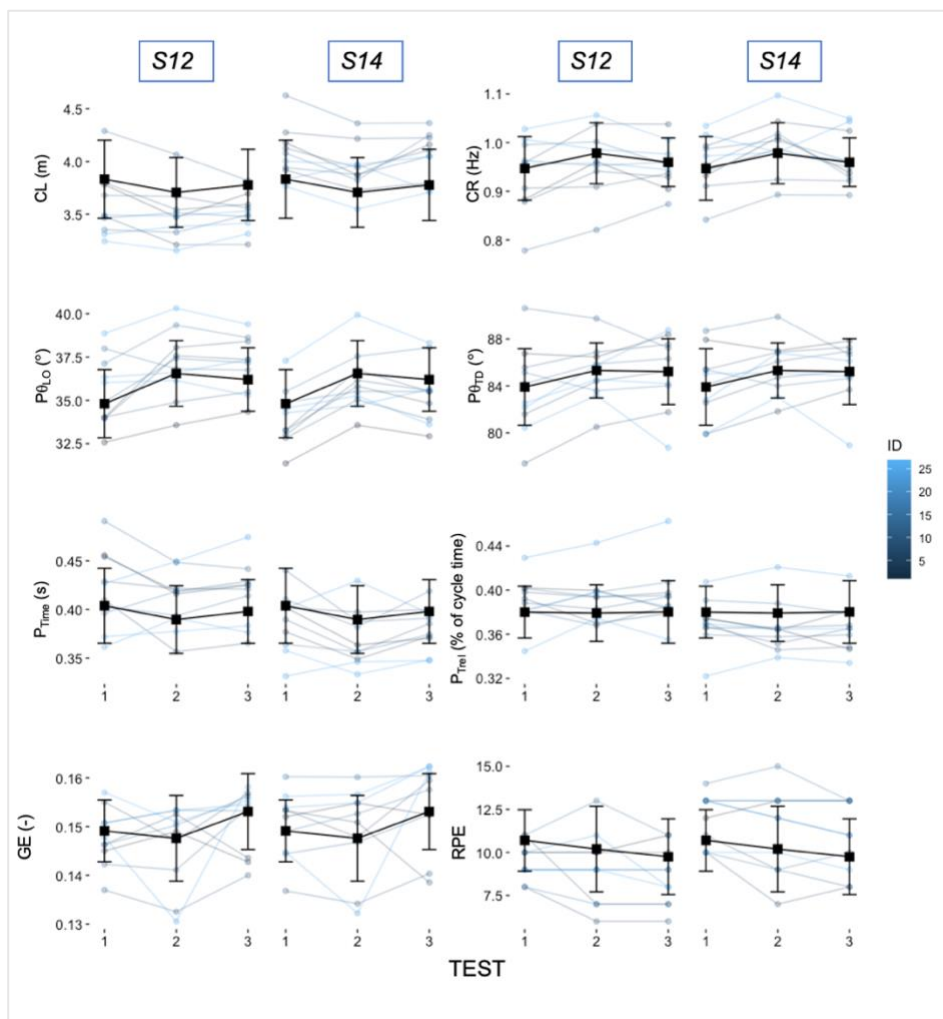 S12 S14 S12 S14
CL (m)
4.5
4.0
3.5
CR (Hz)
1.1
1.0
0.9
0.8
PθLO (°)
40.0
37.5
35.0
32.5
PθTD (°)
88
84
80
PTime (s)
0.45
0.40
0.35
1 2 3 1 2 3
PTrel (% of cycle time)
0.44
0.40
0.36
0.32
1 2 3 1 2 3
GE (-)
0.16
0.15
0.14
0.13
1 2 3 1 2 3
RPE
15.0
12.5
10.0
7.5
1 2 3 1 2 3
TEST
ID
25
20
15
10
5